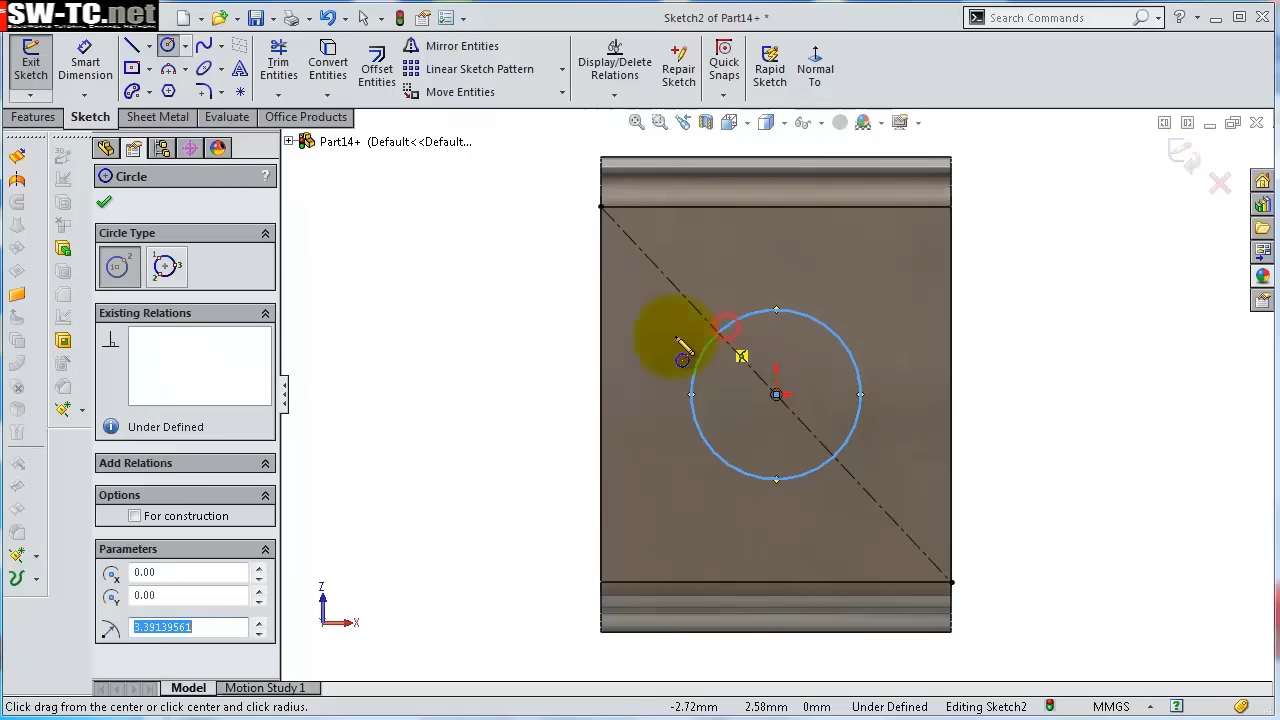 SW-TC.net
SOLIDWORKS TUTORIAL CHANNEL NETWORK
Sketch2 of Part14+ *
Search Commands
Exit Sketch
Smart Dimension
Trim Entities
Convert Entities
Offset Entities
Mirror Entities
Linear Sketch Pattern
Move Entities
Display/Delete Relations
Repair Sketch
Quick Snaps
Rapid Sketch
Normal To
Features
Sketch
Sheet Metal
Evaluate
Office Products
Part14+ (Default<<Default...
Circle
?
Circle Type
Existing Relations
Under Defined
Add Relations
Options
For construction
Parameters
0.00
0.00
3.39139561
Z
X
Model
Motion Study 1
Click drag from the center or click center and click radius.
-2.72mm
2.58mm
0mm
Under Defined
Editing Sketch2
MMGS